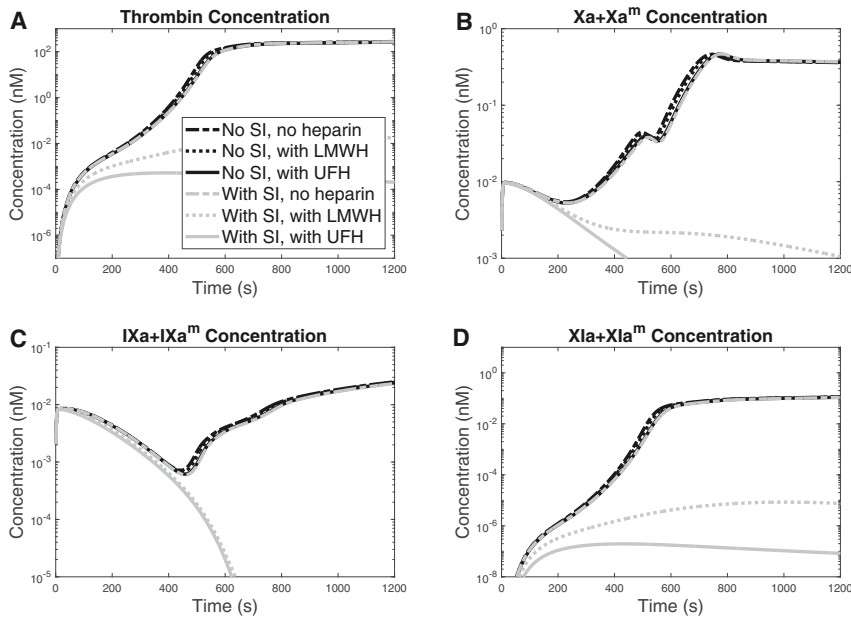 A
Thrombin Concentration
Concentration (nM)
10^2
10^0
10^-2
10^-4
10^-6
No SI, no heparin
No SI, with LMWH
No SI, with UFH
With SI, no heparin
With SI, with LMWH
With SI, with UFH
0 200 400 600 800 1000 1200
Time (s)
B
Xa+Xa^m Concentration
Concentration (nM)
10^0
10^-1
10^-2
10^-3
0 200 400 600 800 1000 1200
Time (s)
C
IXa+IXa^m Concentration
Concentration (nM)
10^-1
10^-2
10^-3
10^-4
10^-5
0 200 400 600 800 1000 1200
Time (s)
D
XIa+XIa^m Concentration
Concentration (nM)
10^0
10^-2
10^-4
10^-6
10^-8
0 200 400 600 800 1000 1200
Time (s)